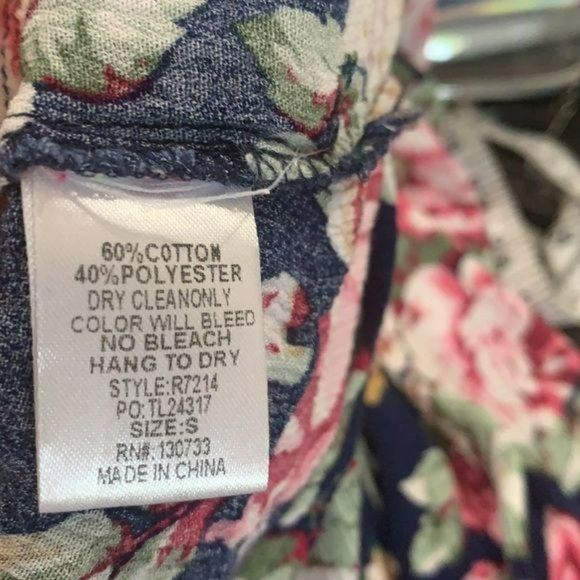 60%COTTON
40%POLYESTER
DRY CLEANONLY
COLOR WILL BLEED
NO BLEACH
HANG TO DRY
STYLE:R7214
PO:TL24317
SIZE:S
RN#:130733
MADE IN CHINA